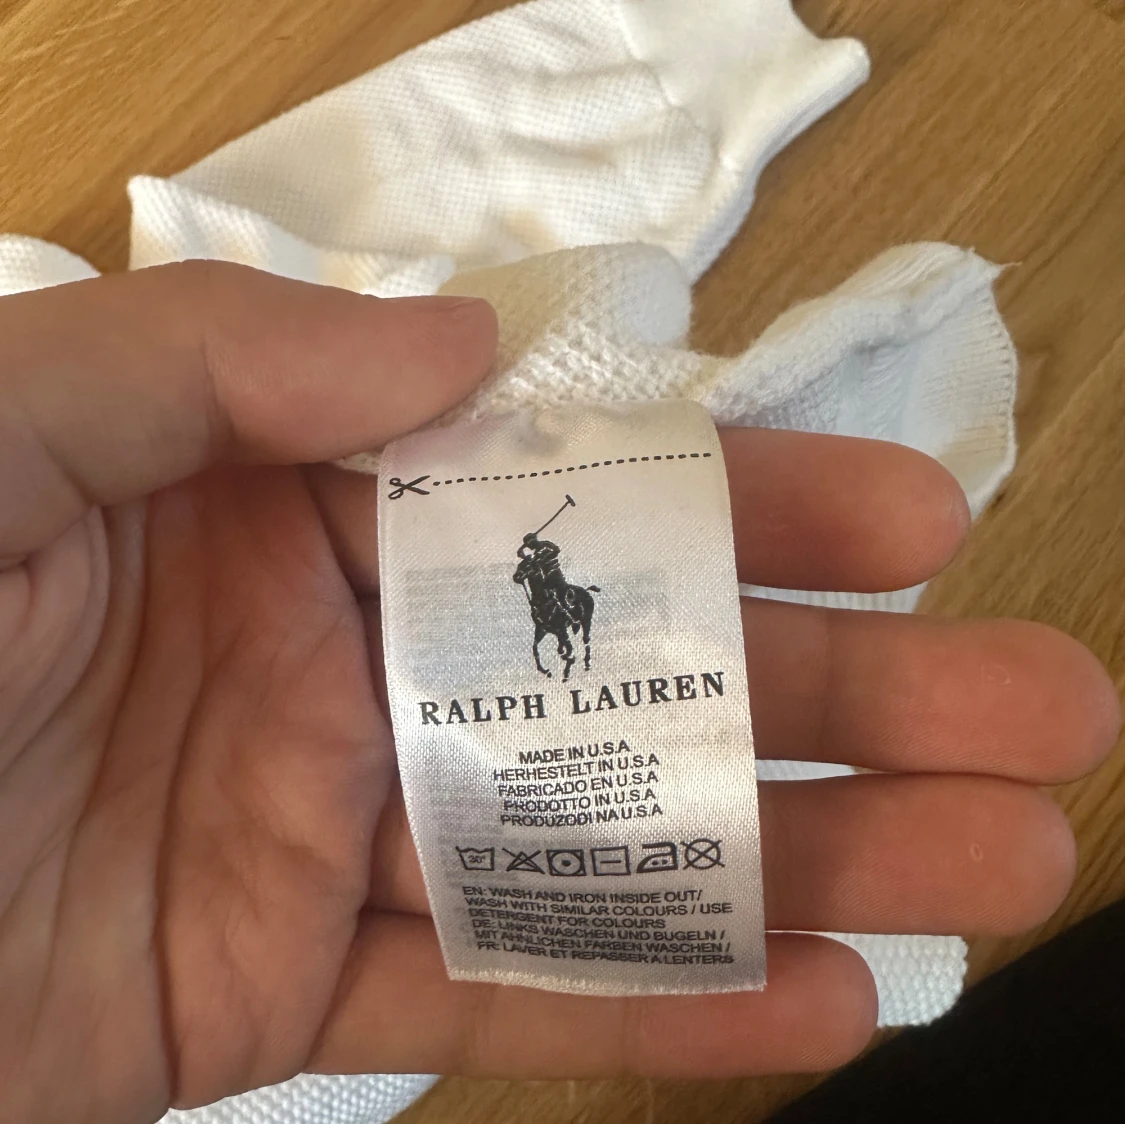 RALPH LAUREN
MADE IN U.S.A
HERHESTELT IN U.S.A
FABRICADO EN U.S.A
PRODOTTO IN U.S.A
PRODUZODI NA U.S.A
30°
EN: WASH AND IRON INSIDE OUT/
WASH WITH SIMILAR COLOURS / USE
DETERGENT FOR COLOURS
DE: LINKS WASCHEN UND BUGELN /
MIT AHNLICHEN FARBEN WASCHEN /
FR: LAVER ET REPASSER A LENTERS